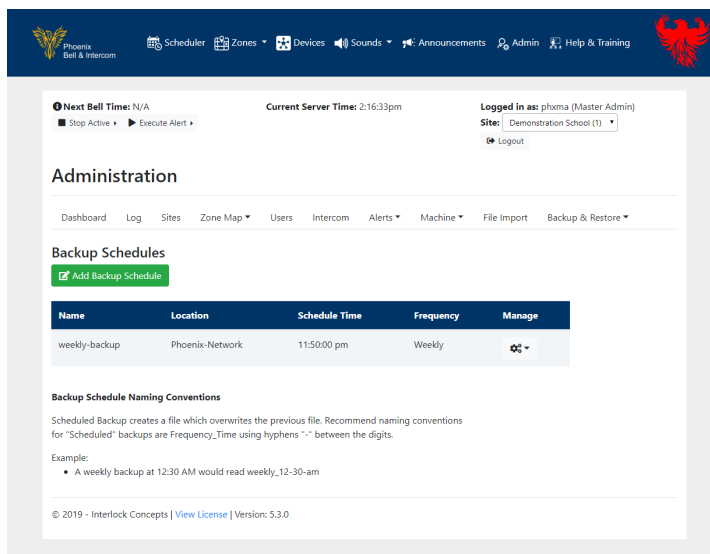 Phoenix
Bell & Intercom
Scheduler Zones Devices Sounds Announcements Admin Help & Training
Next Bell Time: N/A Current Server Time: 2:16:33pm Logged in as: phxma (Master Admin)
Stop Active Execute Alert Site: Demonstration School (1)
Logout
Administration
Dashboard Log Sites Zone Map Users Intercom Alerts Machine File Import Backup & Restore
Backup Schedules
Add Backup Schedule
Name Location Schedule Time Frequency Manage
weekly-backup Phoenix-Network 11:50:00 pm Weekly
Backup Schedule Naming Conventions
Scheduled Backup creates a file which overwrites the previous file. Recommend naming conventions
for "Scheduled" backups are Frequency_Time using hyphens "-" between the digits.
Example:
• A weekly backup at 12:30 AM would read weekly_12-30-am
© 2019 - Interlock Concepts | View License | Version: 5.3.0